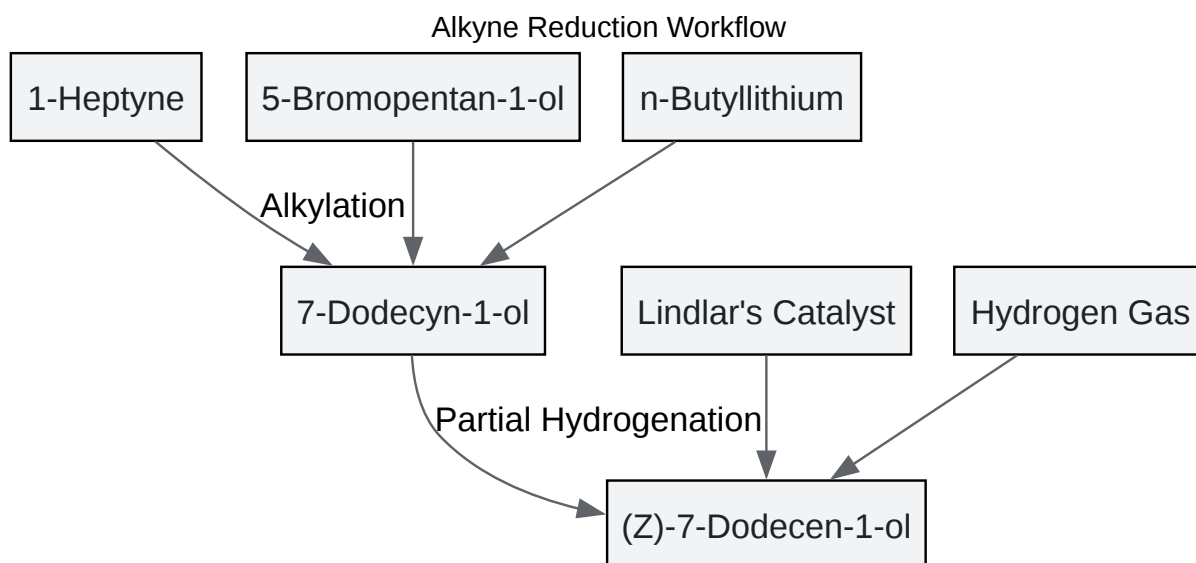 Alkyne Reduction Workflow
1-Heptyne
5-Bromopentan-1-ol
n-Butyllithium
Alkylation
7-Dodecyn-1-ol
Lindlar's Catalyst
Hydrogen Gas
Partial Hydrogenation
(Z)-7-Dodecen-1-ol